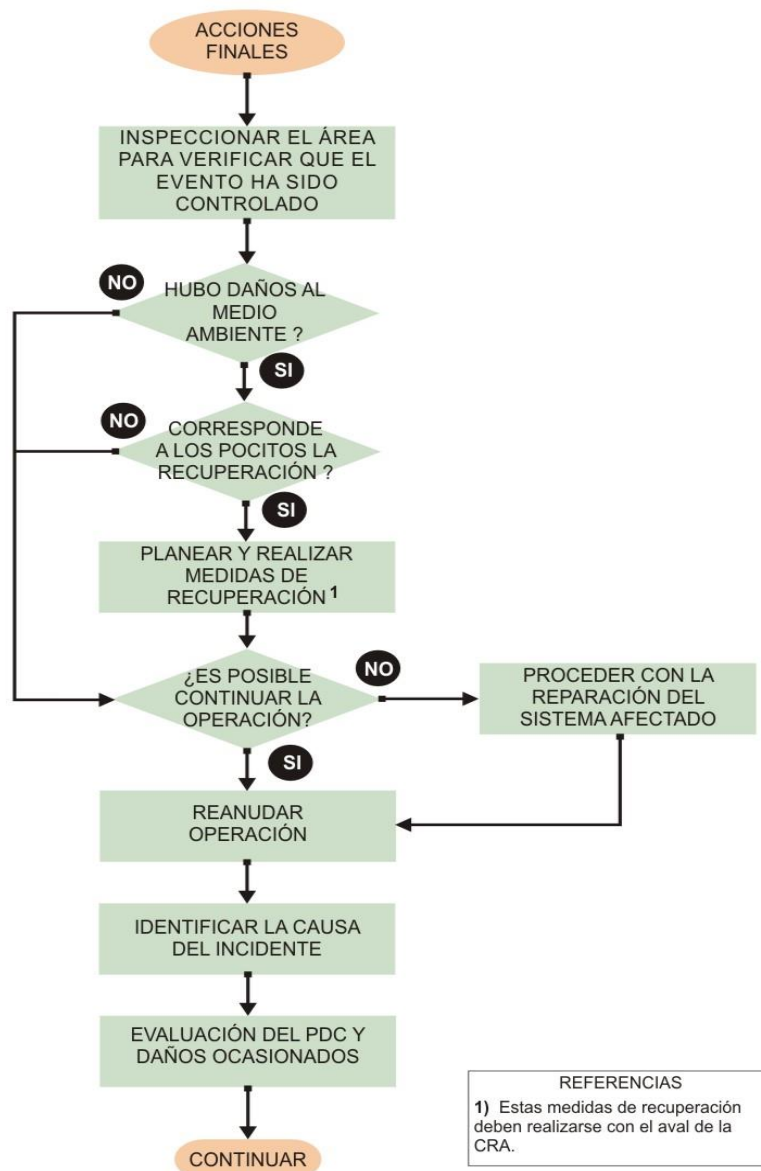 ACCIONES
FINALES
INSPECCIONAR EL ÁREA
PARA VERIFICAR QUE EL
EVENTO HA SIDO
CONTROLADO
NO
HUBO DAÑOS AL
MEDIO
AMBIENTE ?
SI
NO
CORRESPONDE
A LOS POCITOS LA
RECUPERACIÓN ?
SI
PLANEAR Y REALIZAR
MEDIDAS DE
RECUPERACIÓN 1
¿ES POSIBLE
CONTINUAR LA
OPERACIÓN?
NO
PROCEDER CON LA
REPARACIÓN DEL
SISTEMA AFECTADO
SI
REANUDAR
OPERACIÓN
IDENTIFICAR LA CAUSA
DEL INCIDENTE
EVALUACIÓN DEL PDC Y
DAÑOS OCASIONADOS
CONTINUAR
REFERENCIAS
1) Estas medidas de recuperación
deben realizarse con el aval de la
CRA.